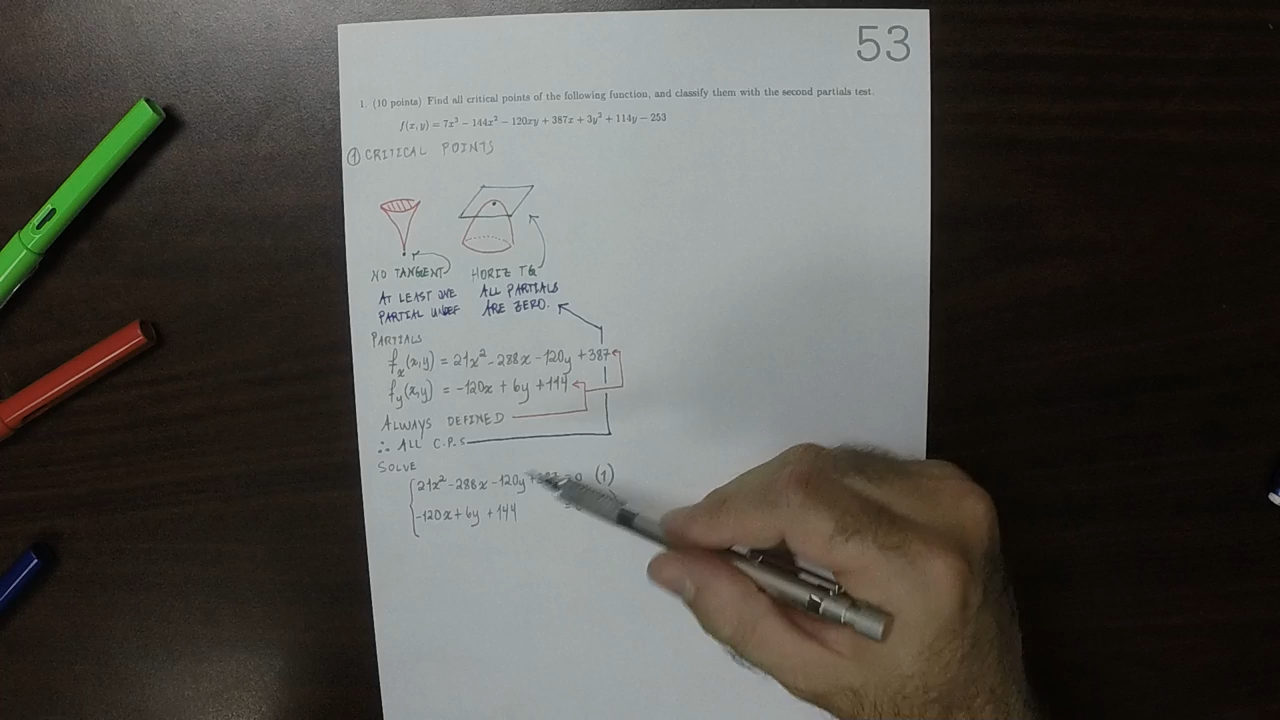 53
1. (10 points) Find all critical points of the following function, and classify them with the second partials test.
f(x, y) = 7x³ − 144x² − 120xy + 387x + 3y² + 114y − 253
① CRITICAL POINTS
NO TANGENT HORIZ TG
AT LEAST ONE ALL PARTIALS
PARTIAL UNDEF ARE ZERO.
PARTIALS
fₓ(x,y) = 21x² - 288x - 120y + 387
f_y(x,y) = -120x + 6y + 144
ALWAYS DEFINED
∴ ALL C.P.S
SOLVE
21x² - 288x - 120y + (1)
-120x + 6y + 144